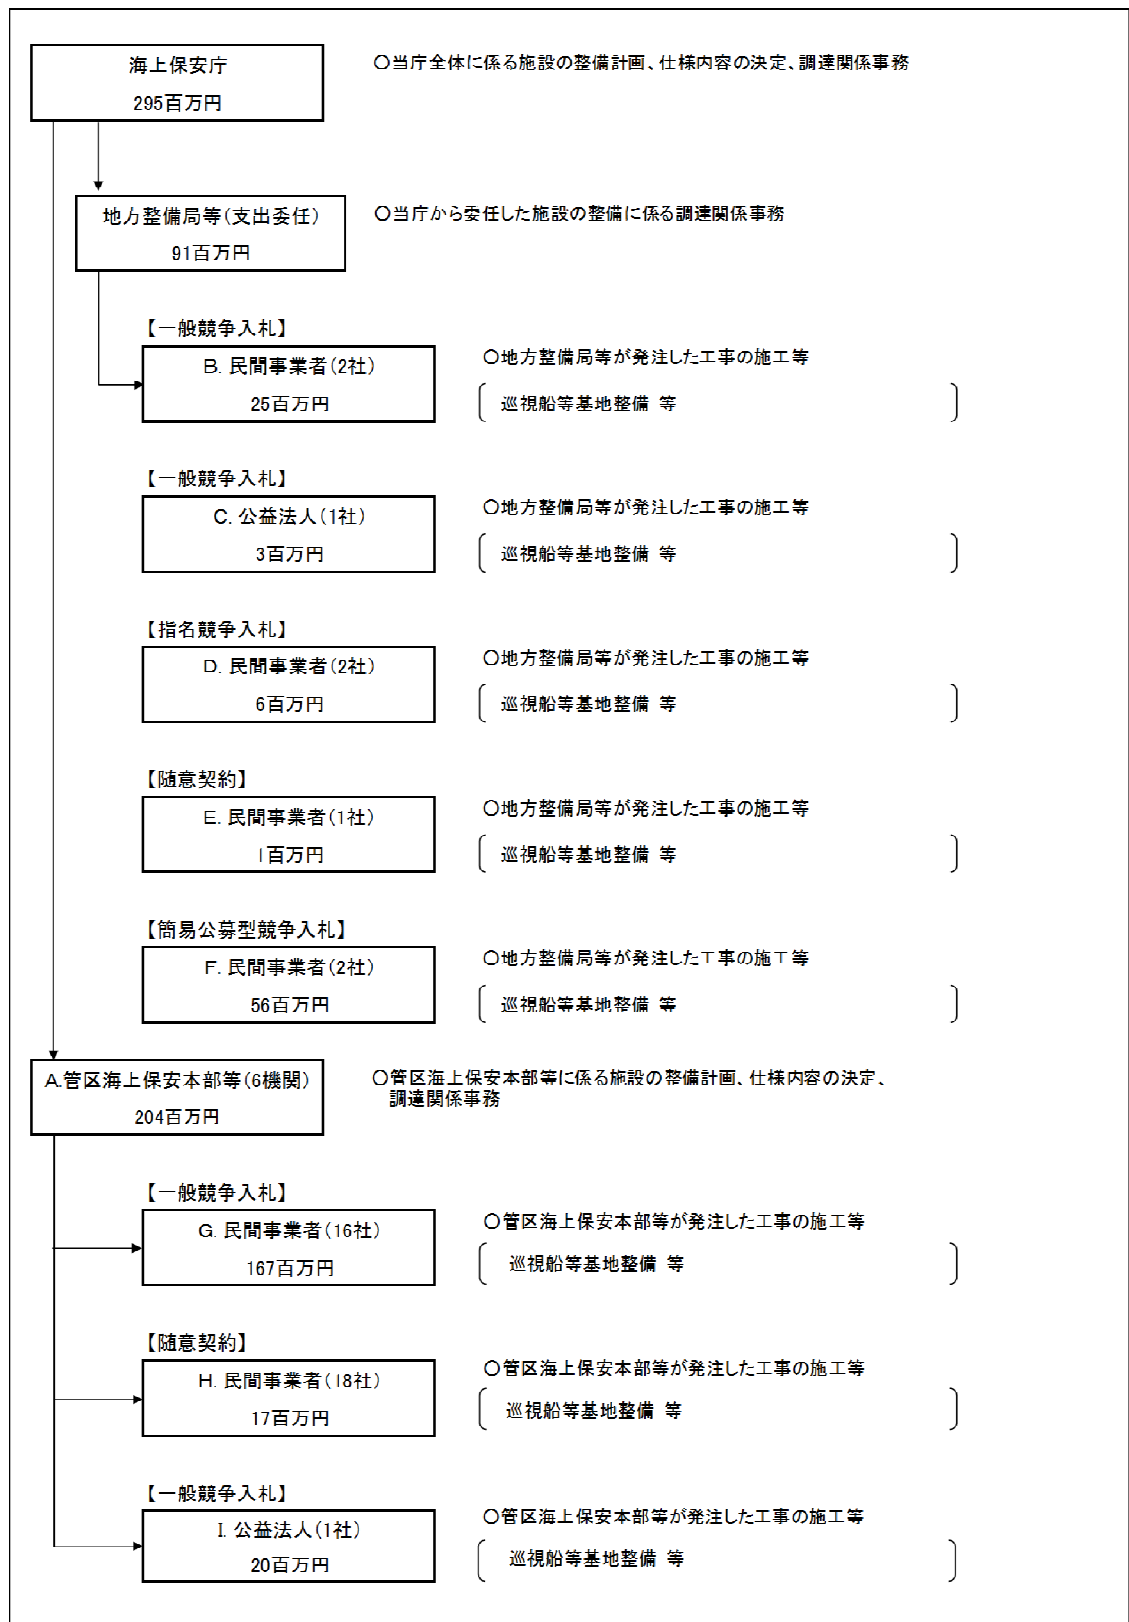 海上保安庁
295百万円
○当庁全体に係る施設の整備計画、仕様内容の決定、調達関係事務
地方整備局等(支出委任)
91百万円
○当庁から委任した施設の整備に係る調達関係事務
【一般競争入札】
B. 民間事業者(2社)
25百万円
○地方整備局等が発注した工事の施工等
巡視船等基地整備 等
【一般競争入札】
C. 公益法人(1社)
3百万円
○地方整備局等が発注した工事の施工等
巡視船等基地整備 等
【指名競争入札】
D. 民間事業者(2社)
6百万円
○地方整備局等が発注した工事の施工等
巡視船等基地整備 等
【随意契約】
E. 民間事業者(1社)
1百万円
○地方整備局等が発注した工事の施工等
巡視船等基地整備 等
【簡易公募型競争入札】
F. 民間事業者(2社)
56百万円
○地方整備局等が発注した工事の施工等
巡視船等基地整備 等
A.管区海上保安本部等(6機関)
204百万円
○管区海上保安本部等に係る施設の整備計画、仕様内容の決定、
調達関係事務
【一般競争入札】
G. 民間事業者(16社)
167百万円
○管区海上保安本部等が発注した工事の施工等
巡視船等基地整備 等
【随意契約】
H. 民間事業者(18社)
17百万円
○管区海上保安本部等が発注した工事の施工等
巡視船等基地整備 等
【一般競争入札】
I. 公益法人(1社)
20百万円
○管区海上保安本部等が発注した工事の施工等
巡視船等基地整備 等